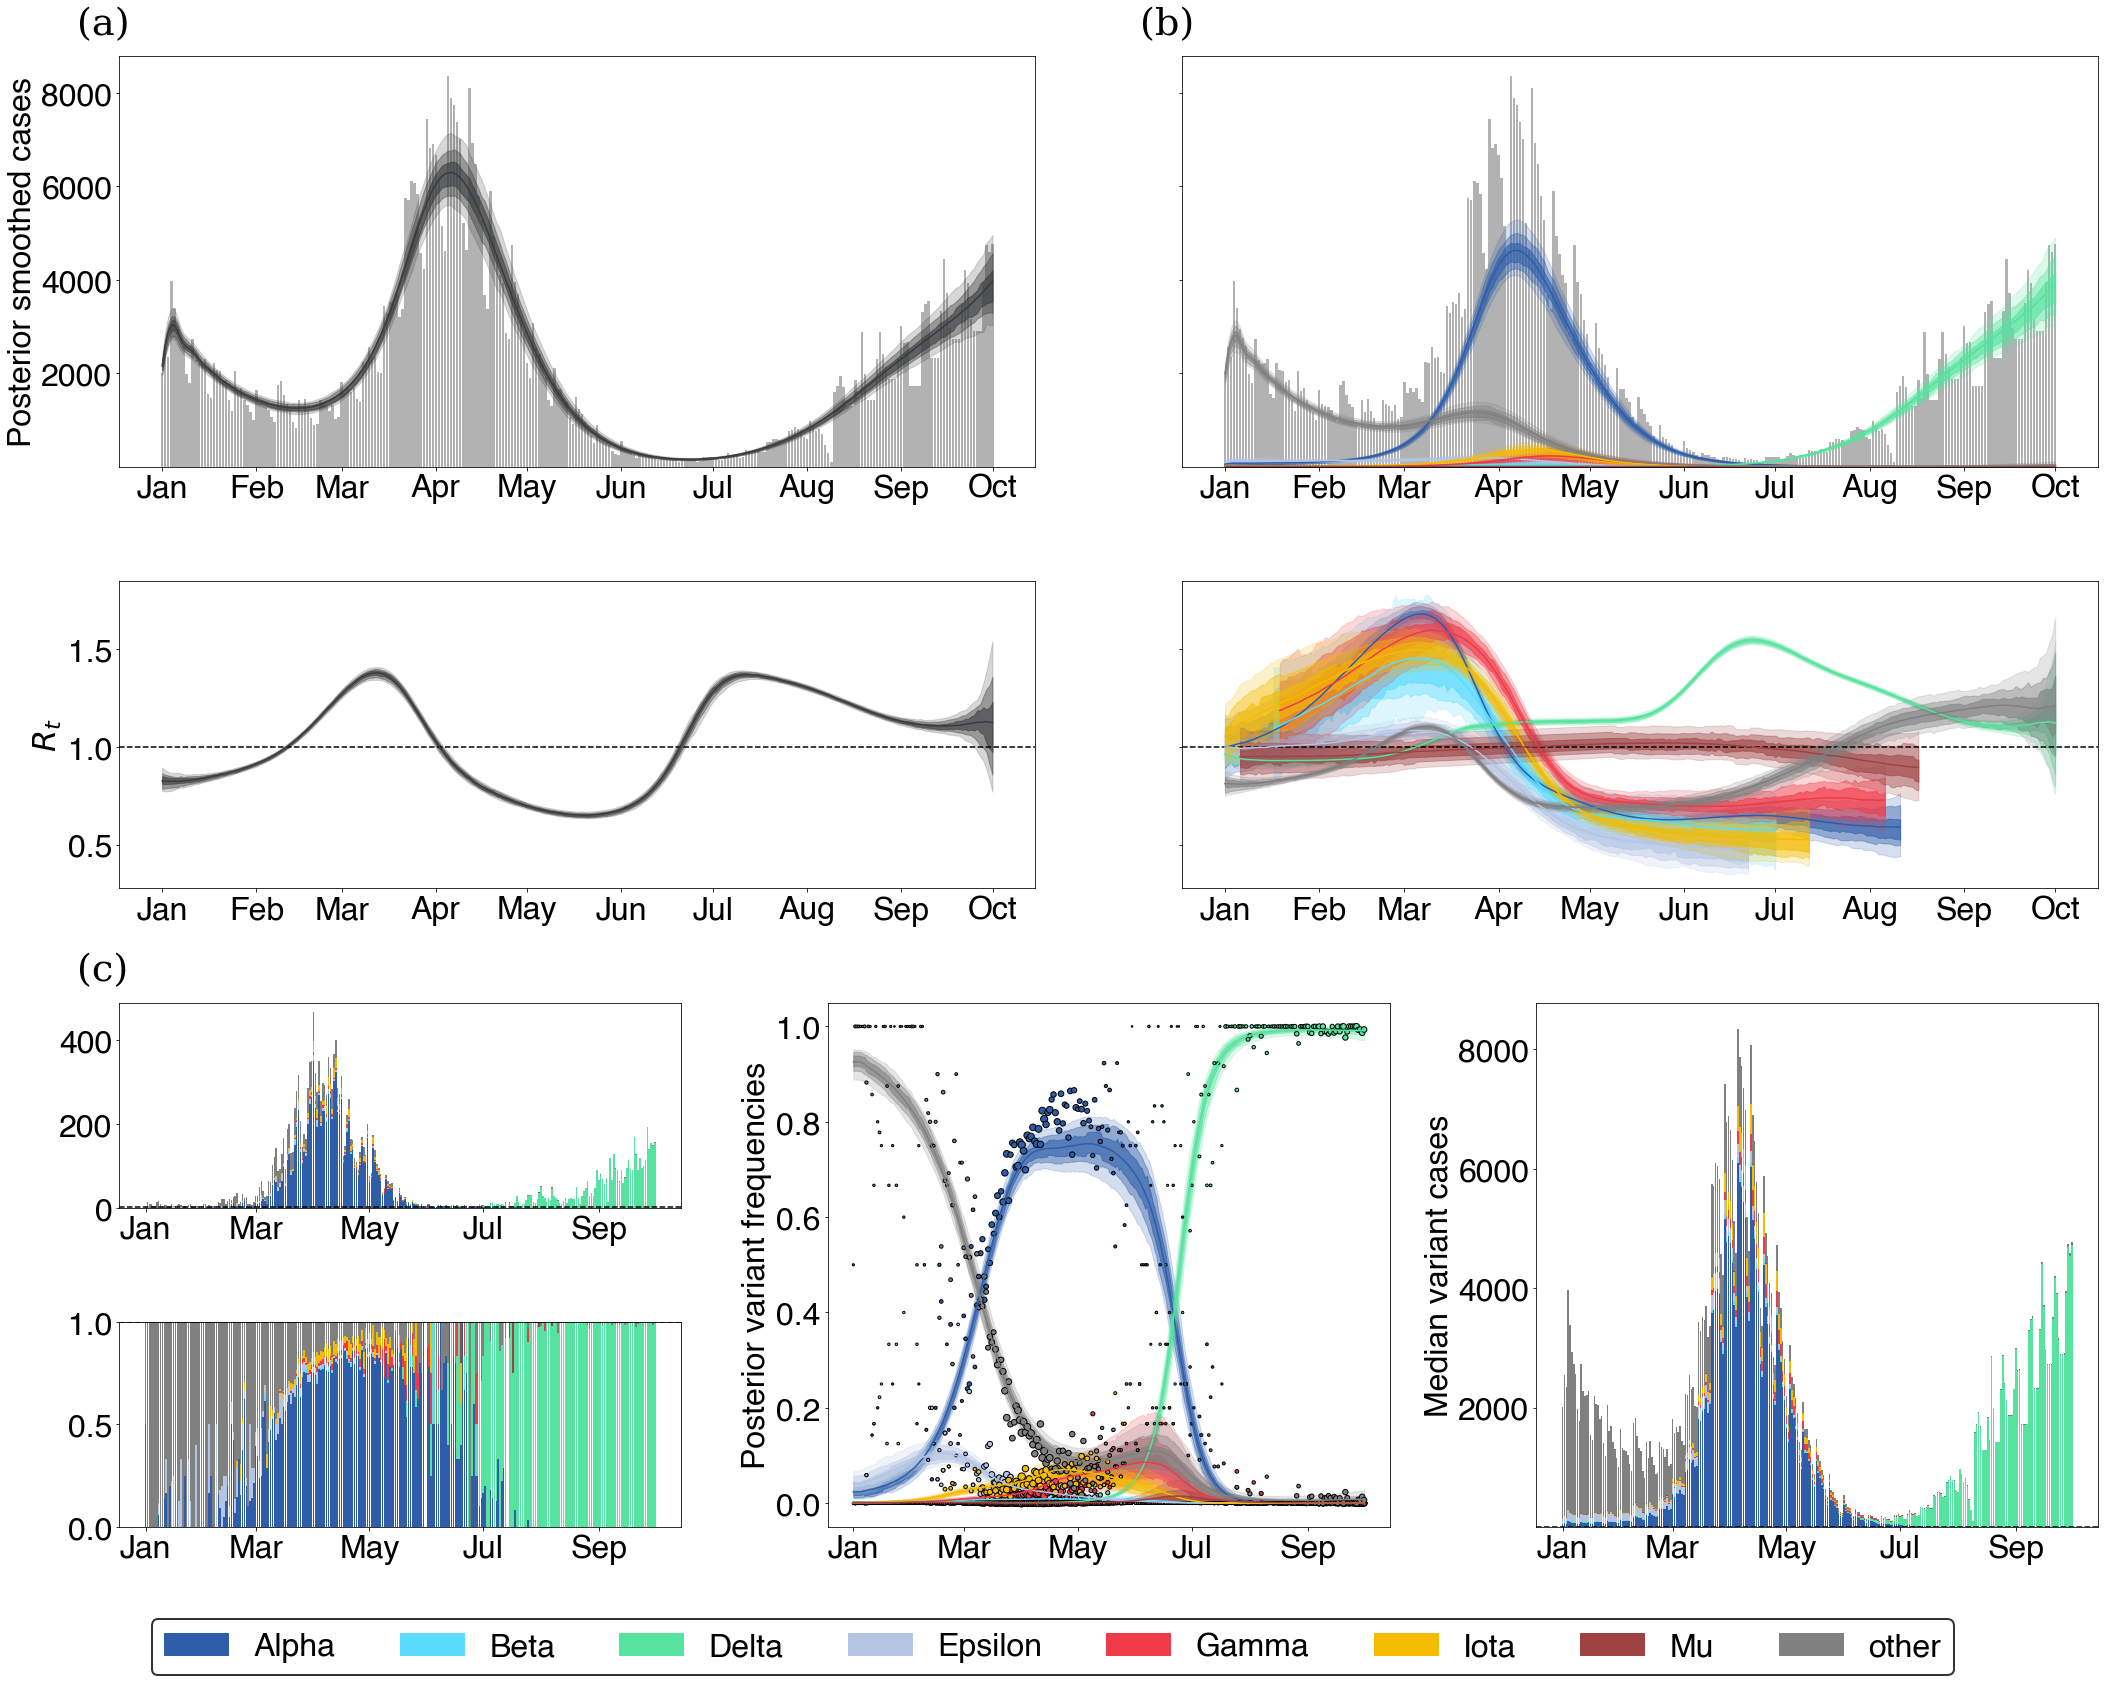 (a)
(b)
Posterior smoothed cases
8000
6000
4000
2000
Jan Feb Mar Apr May Jun Jul Aug Sep Oct
Jan Feb Mar Apr May Jun Jul Aug Sep Oct
Rt
1.5
1.0
0.5
Jan Feb Mar Apr May Jun Jul Aug Sep Oct
Jan Feb Mar Apr May Jun Jul Aug Sep Oct
(c)
400
200
0
Jan Mar May Jul Sep
1.0
0.5
0.0
Jan Mar May Jul Sep
Posterior variant frequencies
1.0
0.8
0.6
0.4
0.2
0.0
Jan Mar May Jul Sep
Median variant cases
8000
6000
4000
2000
Jan Mar May Jul Sep
Alpha Beta Delta Epsilon Gamma Iota Mu other